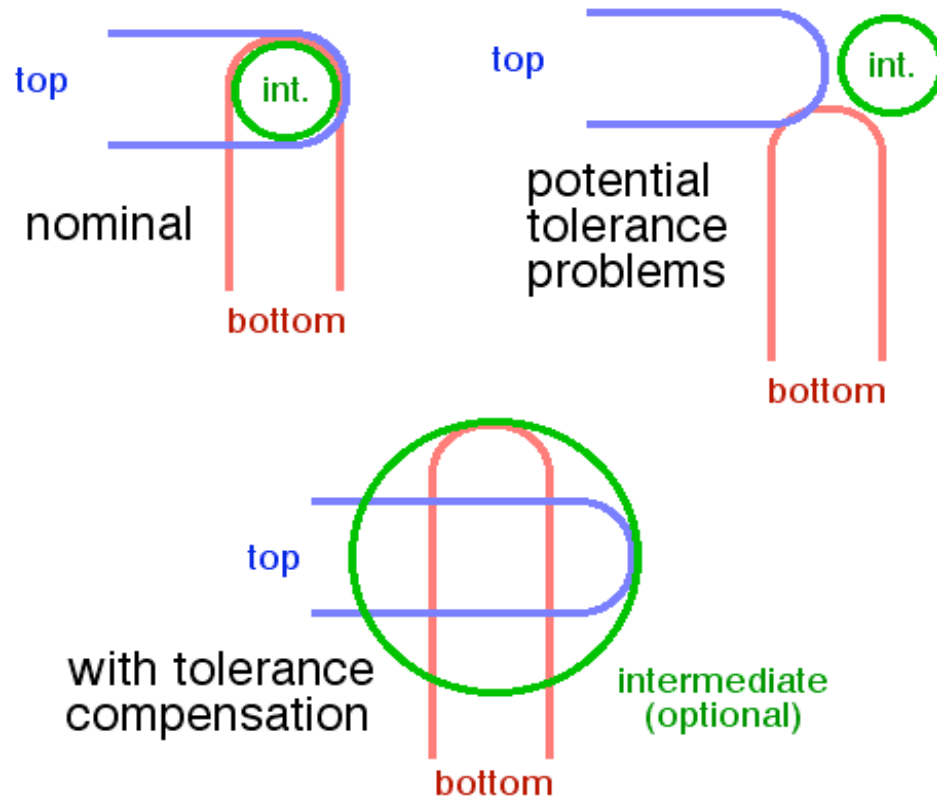 top
int.
nominal
bottom
top
int.
potential
tolerance
problems
bottom
top
with tolerance
compensation
intermediate
(optional)
bottom